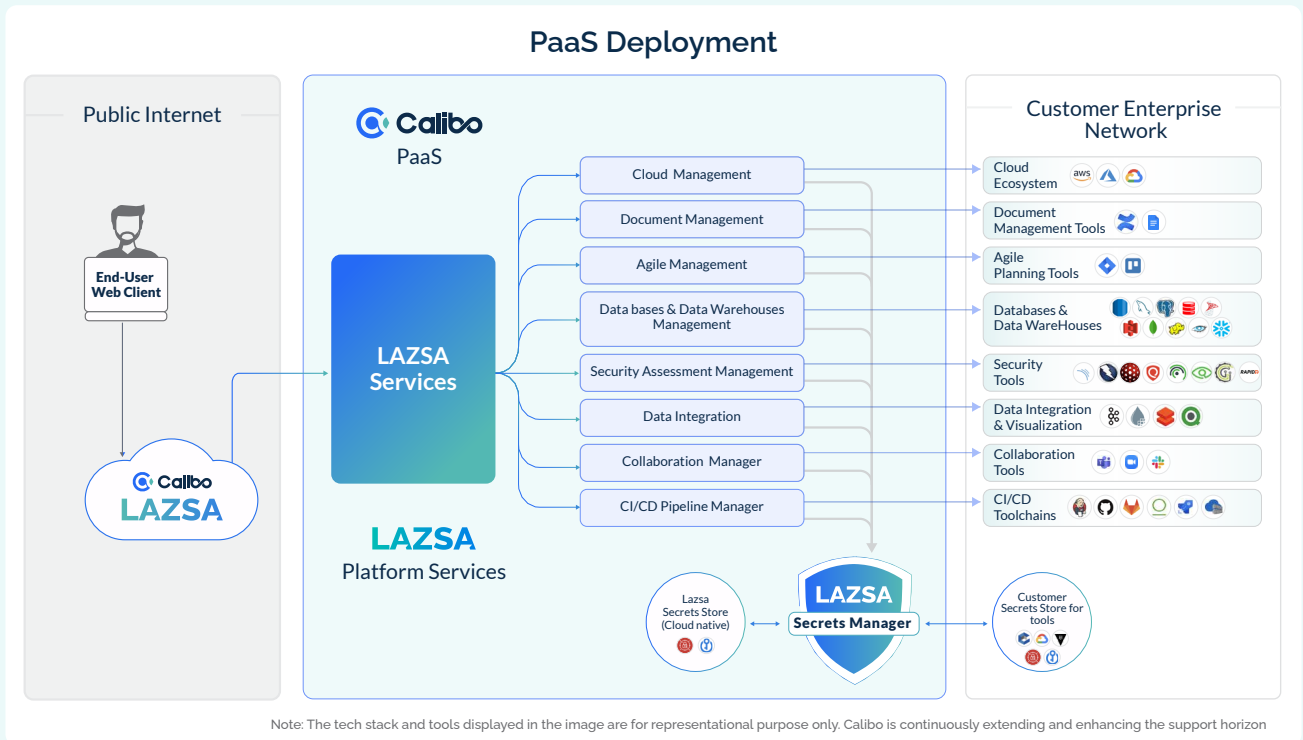 PaaS Deployment
Public Internet
End-User
Web Client
Calibo
LAZSA
Calibo
PaaS
LAZSA
Services
LAZSA
Platform Services
Cloud Management
Document Management
Agile Management
Data bases & Data Warehouses
Management
Security Assessment Management
Data Integration
Collaboration Manager
CI/CD Pipeline Manager
Lazsa
Secrets Store
(Cloud native)
LAZSA
Secrets Manager
Customer Enterprise
Network
Cloud
Ecosystem
aws
Document
Management Tools
Agile
Planning Tools
Databases &
Data WareHouses
Security
Tools
RAPID7
Data Integration
& Visualization
Collaboration
Tools
CI/CD
Toolchains
Customer
Secrets Store for
tools
Note: The tech stack and tools displayed in the image are for representational purpose only. Calibo is continuously extending and enhancing the support horizon